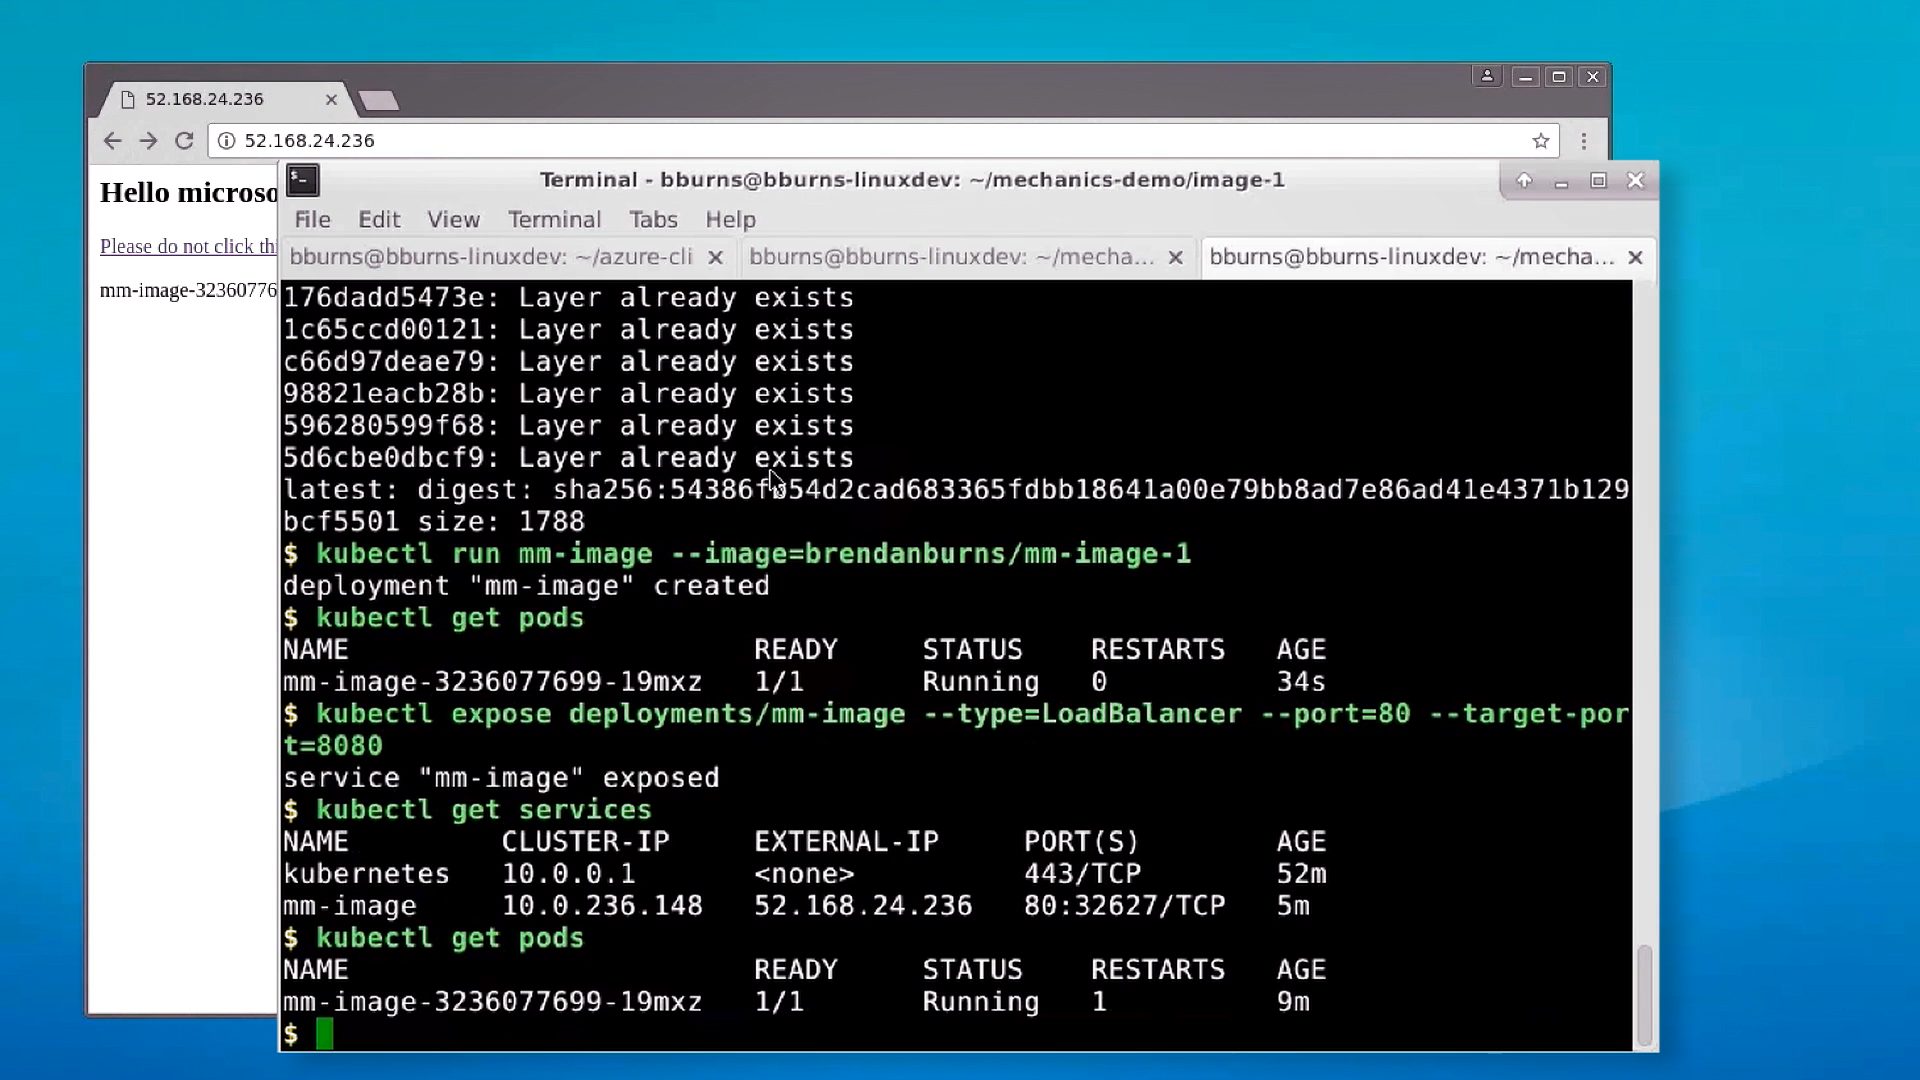 52.168.24.236
52.168.24.236
Hello microso
Please do not click thi
mm-image-32360776
Terminal - bburns@bburns-linuxdev: ~/mechanics-demo/image-1
File Edit View Terminal Tabs Help
bburns@bburns-linuxdev: ~/azure-cli bburns@bburns-linuxdev: ~/mecha... bburns@bburns-linuxdev: ~/mecha...
176dadd5473e: Layer already exists
1c65ccd00121: Layer already exists
c66d97deae79: Layer already exists
98821eacb28b: Layer already exists
596280599f68: Layer already exists
5d6cbe0dbcf9: Layer already exists
latest: digest:
bcf5501 size: 1788
$ kubectl run mm-image --image=brendanburns/mm-image-1
deployment "mm-image" created
$ kubectl get pods
NAME READY STATUS RESTARTS AGE
mm-image-3236077699-19mxz 1/1 Running 0 34s
$ kubectl expose deployments/mm-image --type=LoadBalancer --port=80 --target-por
t=8080
service "mm-image" exposed
$ kubectl get services
NAME CLUSTER-IP EXTERNAL-IP PORT(S) AGE
kubernetes 10.0.0.1 <none> 443/TCP 52m
mm-image 10.0.236.148 52.168.24.236 80:32627/TCP 5m
$ kubectl get pods
NAME READY STATUS RESTARTS AGE
mm-image-3236077699-19mxz 1/1 Running 1 9m
$